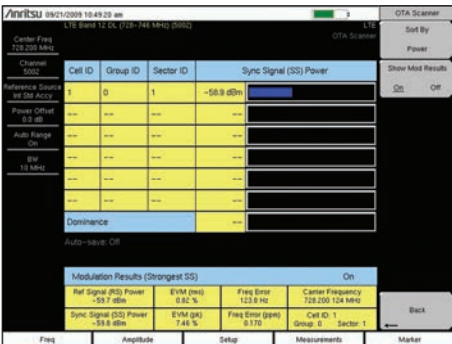 Anritsu 09/21/2009 10:49:20 am
LTE Band 12 DL (728-746 MHz) (5002)
LTE
OTA Scanner
OTA Scanner
Center Freq
728.200 MHz
Channel
5002
Reference Source
Int Std Accy
Power Offset
0.0 dB
Auto Range
On
BW
10 MHz
Cell ID Group ID Sector ID Sync Signal (SS) Power
1 0 1 -58.9 dBm
-- -- -- --
-- -- -- --
-- -- -- --
-- -- -- --
-- -- -- --
Dominance --
Auto-save: Off
Modulation Results (Strongest SS) On
Ref Signal (RS) Power EVM (rms) Freq Error Carrier Frequency
-59.7 dBm 0.82 % 123.8 Hz 728.200 124 MHz
Sync Signal (SS) Power EVM (pk) Freq Error (ppm) Cell ID: 1
7.46 % 0.170 Group: 0 Sector: 1
Sort By
Power
Show Mod Results
On Off
Back
Freq Amplitude Setup Measurements Marker